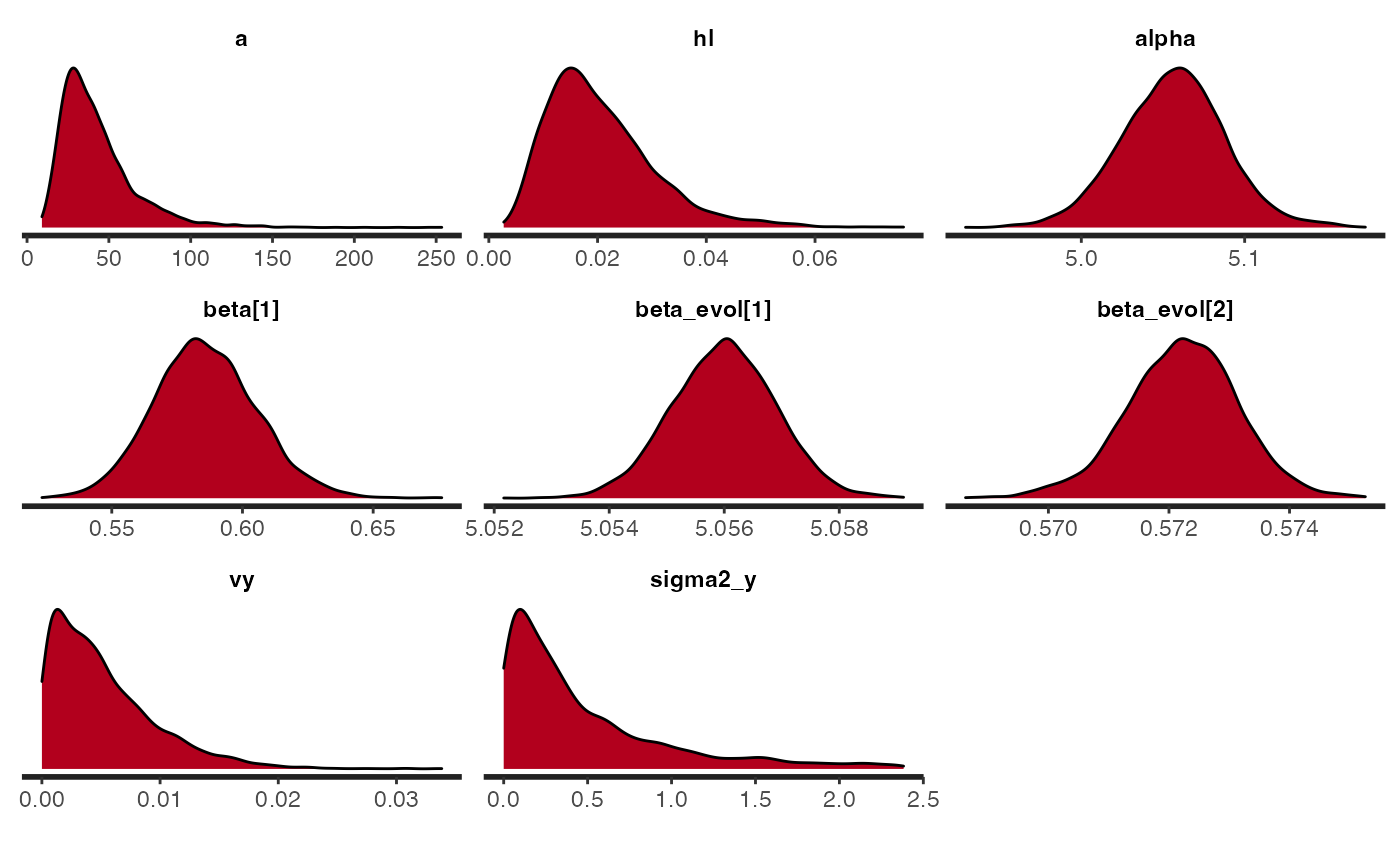 a hl alpha
0 50 100 150 200 250 0.00 0.02 0.04 0.06 5.0 5.1
beta[1] beta_evol[1] beta_evol[2]
0.55 0.60 0.65 5.052 5.054 5.056 5.058 0.570 0.572 0.574
vy sigma2_y
0.00 0.01 0.02 0.03 0.0 0.5 1.0 1.5 2.0 2.5